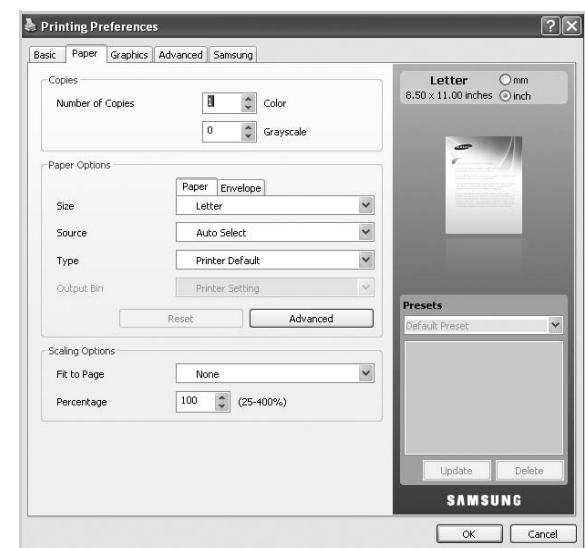 Printing Preferences
Basic Paper Graphics Advanced Samsung
Copies
Number of Copies
Color
0 Grayscale
Paper Options
Paper Envelope
Size Letter
Source Auto Select
Type Printer Default
Output Bin Printer Setting
Reset Advanced
Scaling Options
Fit to Page None
Percentage 100 (25-400%)
Letter mm
8.50 x 11.00 inches inch
Presets
Default Preset
Update Delete
SAMSUNG
OK Cancel